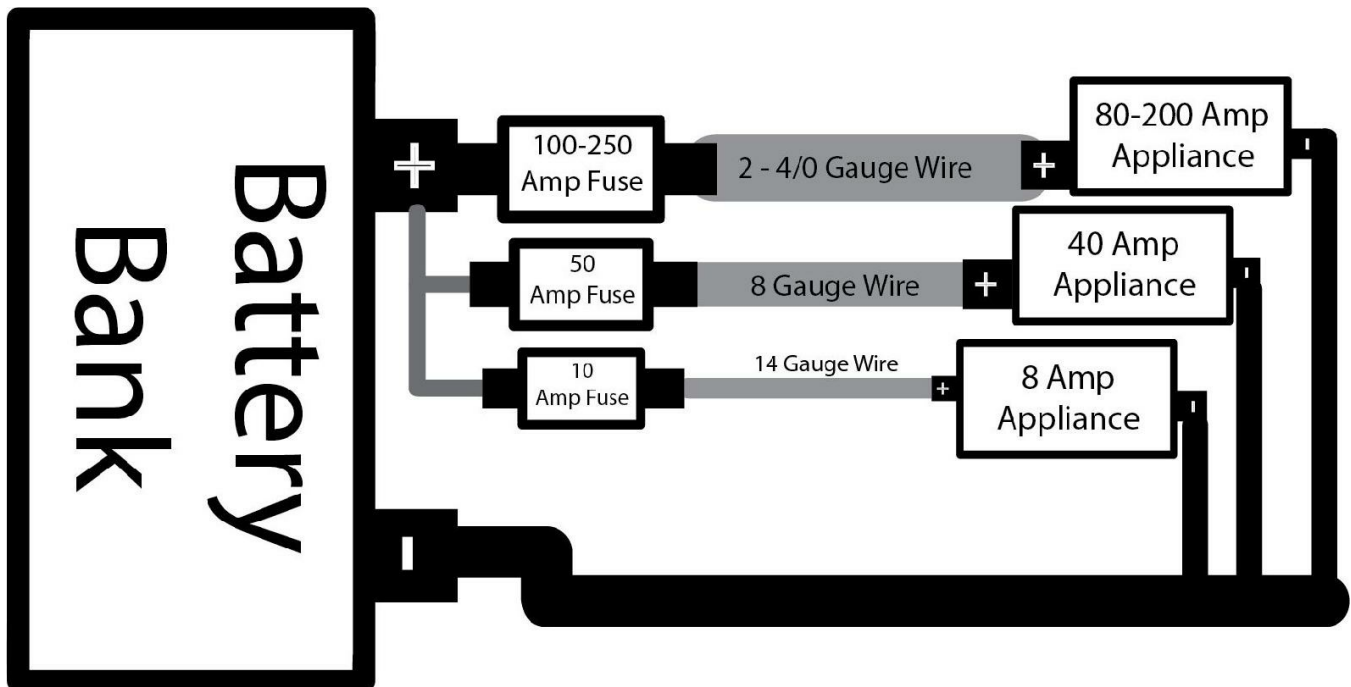 Battery
Bank
+
100-250
Amp Fuse
2 - 4/0 Gauge Wire
+
80-200 Amp
Appliance
-
50
Amp Fuse
8 Gauge Wire
+
40 Amp
Appliance
-
10
Amp Fuse
14 Gauge Wire
+
8 Amp
Appliance
-
-